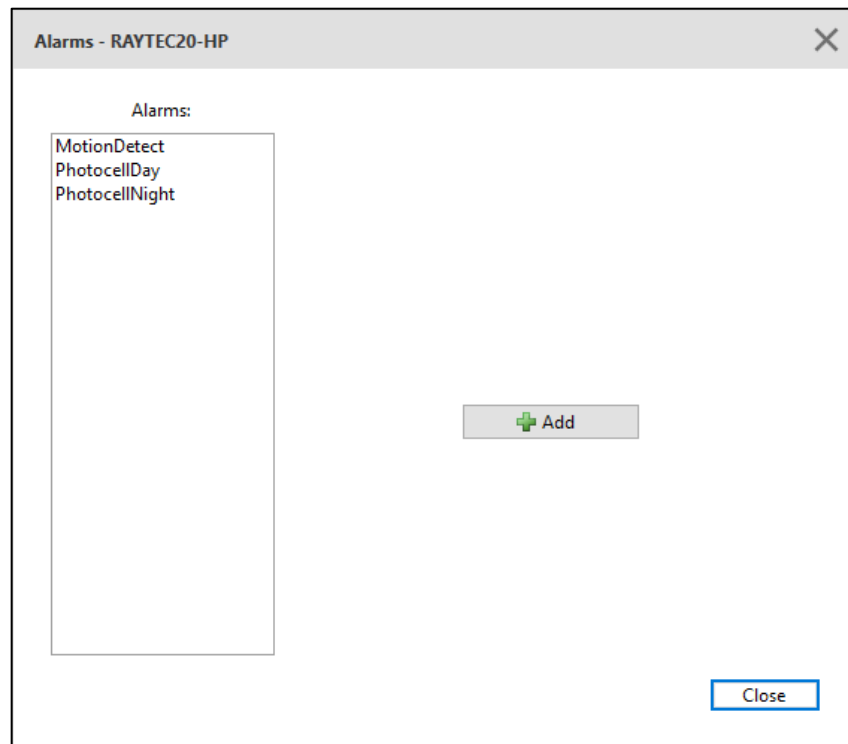 Alarms - RAYTEC20-HP
Alarms:
MotionDetect
PhotocellDay
PhotocellNight
Add
Close